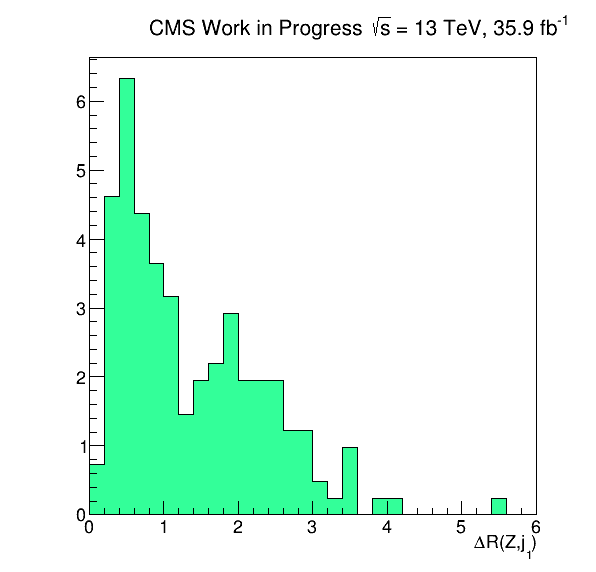 CMS Work in Progress √s = 13 TeV, 35.9 fb⁻¹
6
5
4
3
2
1
0
0 1 2 3 4 5 6
ΔR(Z,j₁)